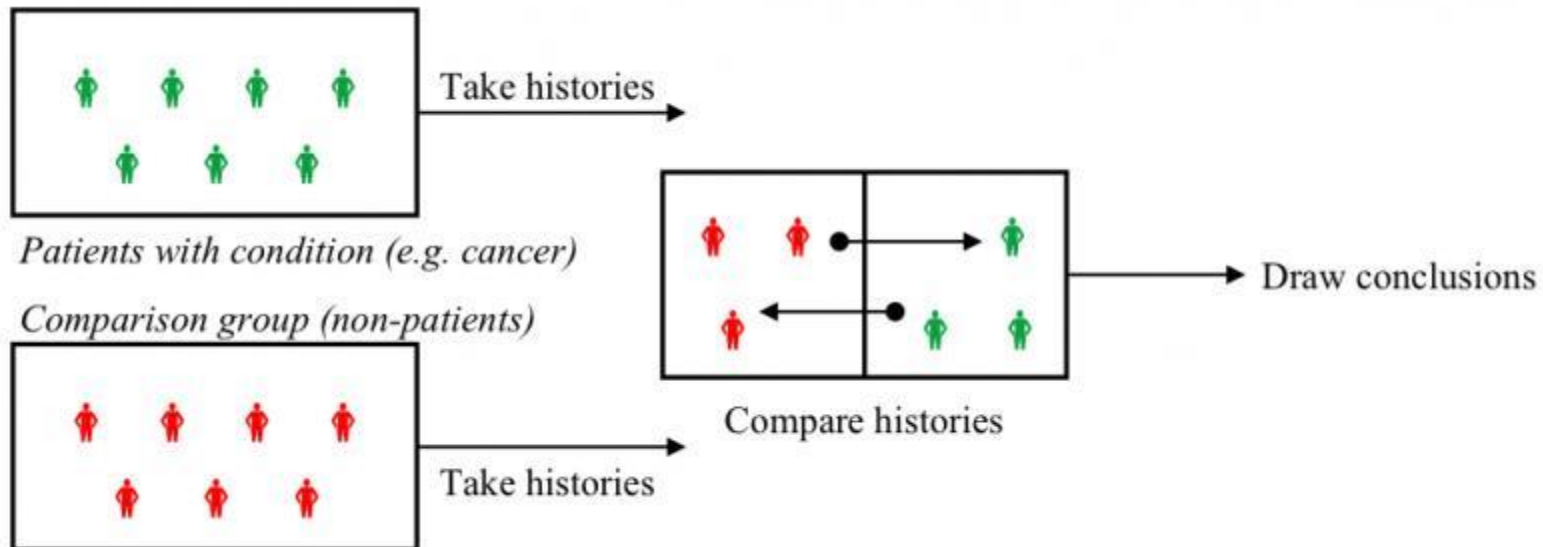 Take histories
Patients with condition (e.g. cancer)
Comparison group (non-patients)
Take histories
Compare histories
Draw conclusions